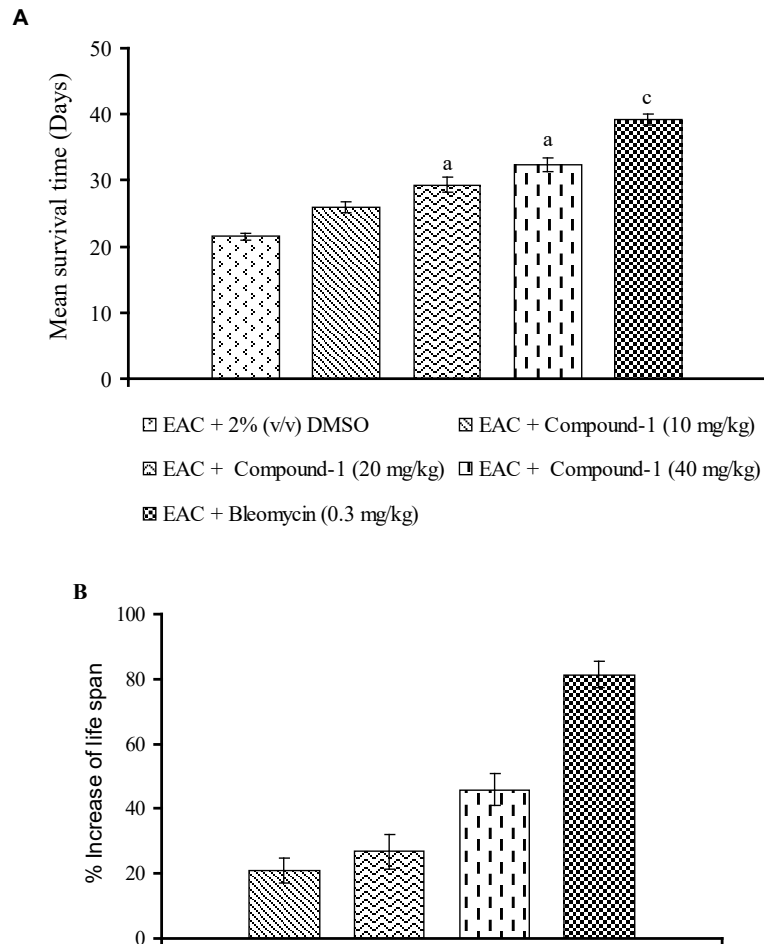 A
50
40
30
20
10
0
Mean survival time (Days)
a
a
c
EAC + 2% (v/v) DMSO
EAC + Compound-1 (10 mg/kg)
EAC + Compound-1 (20 mg/kg)
EAC + Compound-1 (40 mg/kg)
EAC + Bleomycin (0.3 mg/kg)
B
100
80
60
40
20
0
% Increase of life span